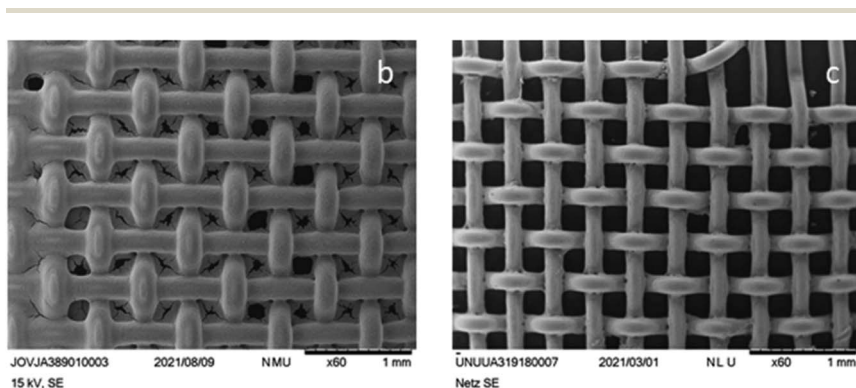 b
c
JOVJA389010003 2021/08/09 NMU x60 1 mm
15 kV, SE
ÜNUUA319180007 2021/03/01 NL U x60 1 mm
Netz SE